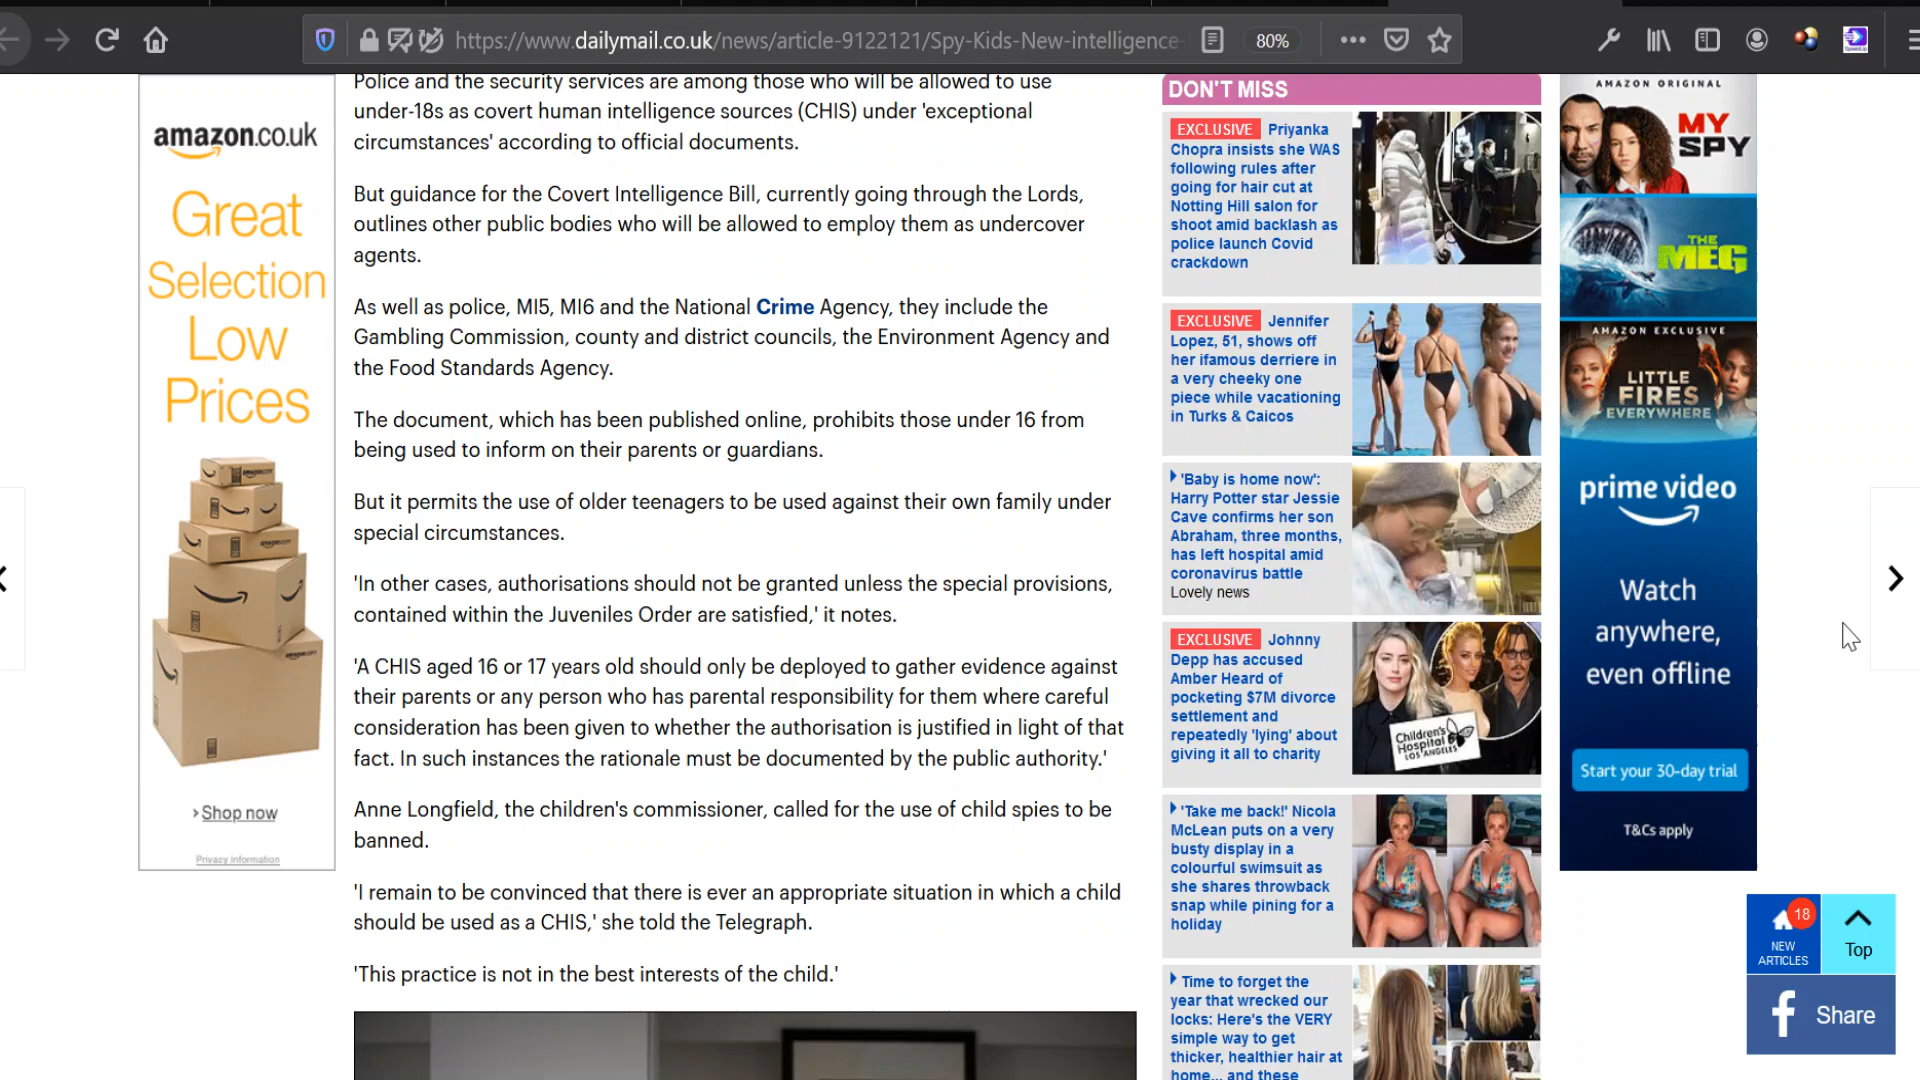 https://www.dailymail.co.uk/news/article-9122121/Spy-Kids-New-intelligence-
80%
amazon.co.uk
Great
Selection
Low
Prices
Shop now
Privacy information
Police and the security services are among those who will be allowed to use
under-18s as covert human intelligence sources (CHIS) under 'exceptional
circumstances' according to official documents.
But guidance for the Covert Intelligence Bill, currently going through the Lords,
outlines other public bodies who will be allowed to employ them as undercover
agents.
As well as police, MI5, MI6 and the National Crime Agency, they include the
Gambling Commission, county and district councils, the Environment Agency and
the Food Standards Agency.
The document, which has been published online, prohibits those under 16 from
being used to inform on their parents or guardians.
But it permits the use of older teenagers to be used against their own family under
special circumstances.
'In other cases, authorisations should not be granted unless the special provisions,
contained within the Juveniles Order are satisfied,' it notes.
'A CHIS aged 16 or 17 years old should only be deployed to gather evidence against
their parents or any person who has parental responsibility for them where careful
consideration has been given to whether the authorisation is justified in light of that
fact. In such instances the rationale must be documented by the public authority.'
Anne Longfield, the children's commissioner, called for the use of child spies to be
banned.
'I remain to be convinced that there is ever an appropriate situation in which a child
should be used as a CHIS,' she told the Telegraph.
'This practice is not in the best interests of the child.'
DON'T MISS
EXCLUSIVE Priyanka
Chopra insists she WAS
following rules after
going for hair cut at
Notting Hill salon for
shoot amid backlash as
police launch Covid
crackdown
EXCLUSIVE Jennifer
Lopez, 51, shows off
her ifamous derriere in
a very cheeky one
piece while vacationing
in Turks & Caicos
'Baby is home now':
Harry Potter star Jessie
Cave confirms her son
Abraham, three months,
has left hospital amid
coronavirus battle
Lovely news
EXCLUSIVE Johnny
Depp has accused
Amber Heard of
pocketing $7M divorce
settlement and
repeatedly 'lying' about
giving it all to charity
Children's
Hospital
LOS ANGELES
'Take me back!' Nicola
McLean puts on a very
busty display in a
colourful swimsuit as
she shares throwback
snap while pining for a
holiday
Time to forget the
year that wrecked our
locks: Here's the VERY
simple way to get
thicker, healthier hair at
home... and these
AMAZON ORIGINAL
MY
SPY
THE
MEG
AMAZON EXCLUSIVE
LITTLE
FIRES
EVERYWHERE
prime video
Watch
anywhere,
even offline
Start your 30-day trial
T&Cs apply
18
NEW
ARTICLES
Top
Share